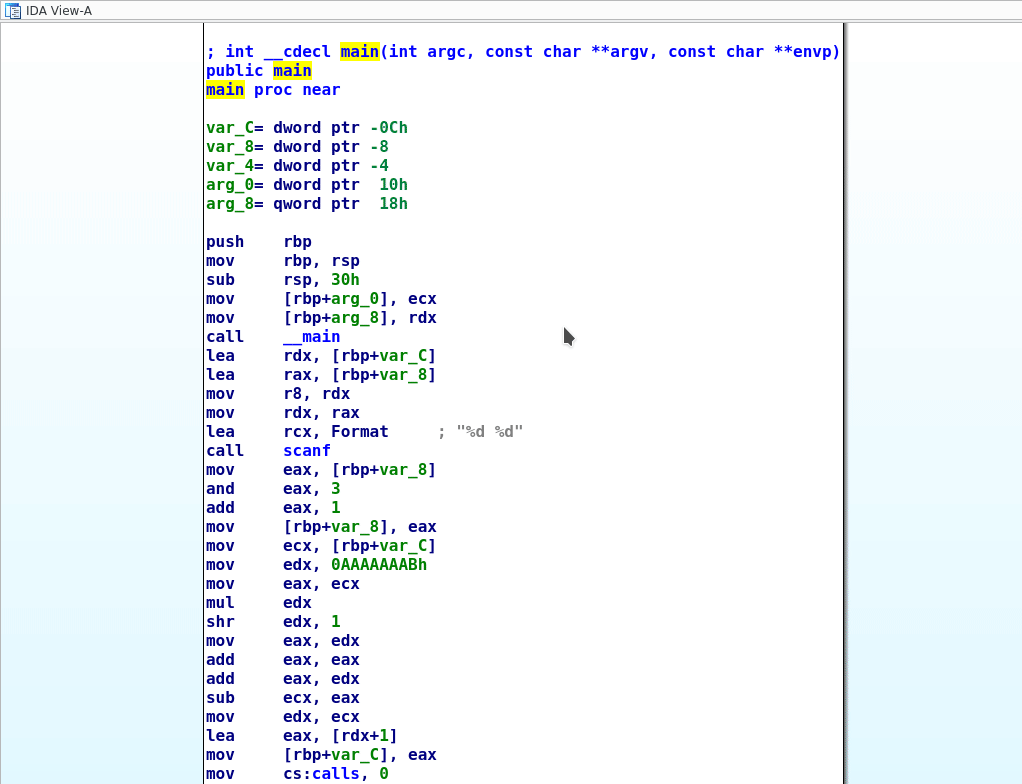 IDA View-A
; int __cdecl main(int argc, const char **argv, const char **envp)
public main
main proc near
var_C= dword ptr -0Ch
var_8= dword ptr -8
var_4= dword ptr -4
arg_0= dword ptr  10h
arg_8= qword ptr  18h
push    rbp
mov     rbp, rsp
sub     rsp, 30h
mov     [rbp+arg_0], ecx
mov     [rbp+arg_8], rdx
call    __main
lea     rdx, [rbp+var_C]
lea     rax, [rbp+var_8]
mov     r8, rdx
mov     rdx, rax
lea     rcx, Format     ; "%d %d"
call    scanf
mov     eax, [rbp+var_8]
and     eax, 3
add     eax, 1
mov     [rbp+var_8], eax
mov     ecx, [rbp+var_C]
mov     edx, 0AAAAAAABh
mov     eax, ecx
mul     edx
shr     edx, 1
mov     eax, edx
add     eax, eax
add     eax, edx
sub     ecx, eax
mov     edx, ecx
lea     eax, [rdx+1]
mov     [rbp+var_C], eax
mov     cs:calls, 0